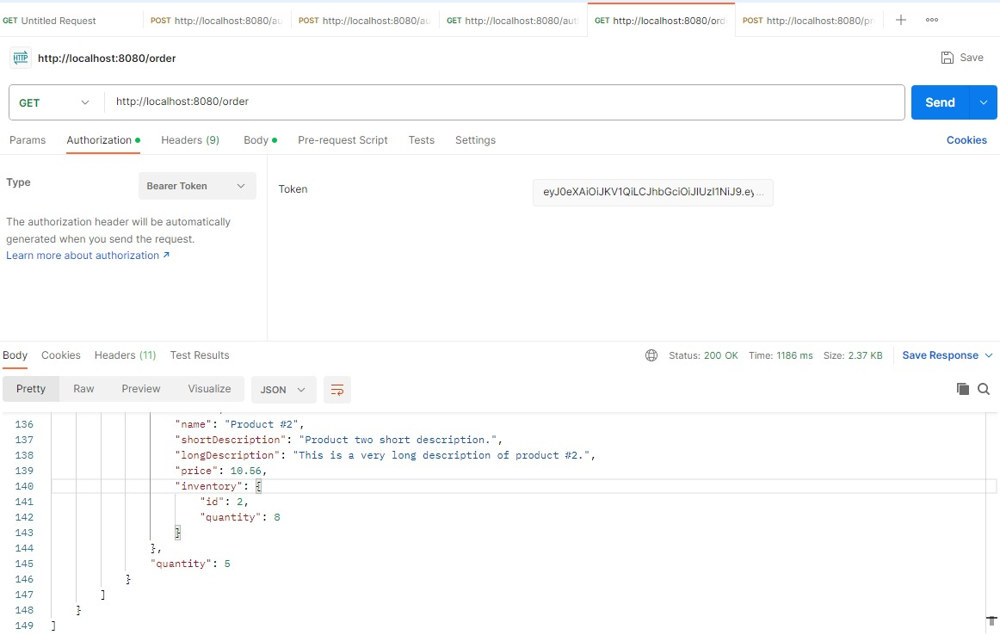 GET Untitled Request POST http://localhost:8080/au POST http://localhost:8080/au GET http://localhost:8080/aut GET http://localhost:8080/ord POST http://localhost:8080/pr
HTTP http://localhost:8080/order Save
GET http://localhost:8080/order Send
Params Authorization Headers (9) Body Pre-request Script Tests Settings Cookies
Type Bearer Token Token eyJ0eXAiOiJKV1QiLCJhbGciOiJIUzI1NiJ9.ey...
The authorization header will be automatically
generated when you send the request.
Learn more about authorization ↗
Body Cookies Headers (11) Test Results Status: 200 OK Time: 1186 ms Size: 2.37 KB Save Response
Pretty Raw Preview Visualize JSON
136 "name": "Product #2",
137 "shortDescription": "Product two short description.",
138 "longDescription": "This is a very long description of product #2.",
139 "price": 10.56,
140 "inventory": {
141 "id": 2,
142 "quantity": 8
143 }
144 },
145 "quantity": 5
146 }
147 ]
148 }
149 ]